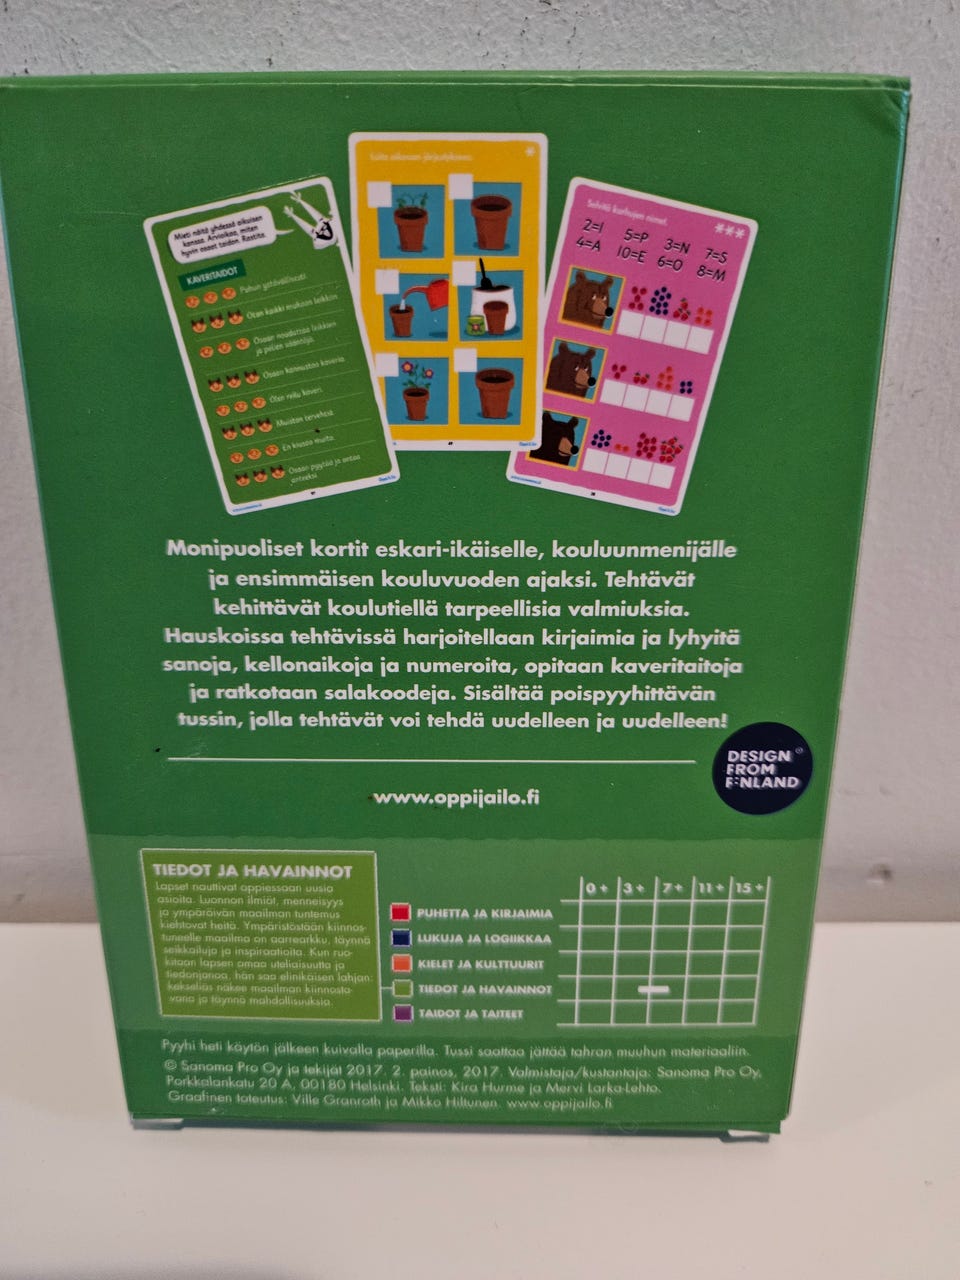 Mieti näitä yhdessä aikuisen
kanssa. Arvioikaa, miten
hyvin osaat taidon. Rastita.
KAVERITAIDOT
Puhun ystävällisesti
Otan kaikki mukaan leikkiin
Osaan noudattaa leikkien
ja pelien sääntöjä
Osaan kannustaa kaveria
Olen reilu kaveri
Muistan tervehtiä
En kiusaa muita
Osaan pyytää ja antaa
anteeksi
Laita oikeaan järjestykseen.
*
Selvitä karhujen nimet.
***
2=I 5=P 3=N 7=S
4=A 10=E 6=O 8=M
Monipuoliset kortit eskari-ikäiselle, kouluunmenijälle
ja ensimmäisen kouluvuoden ajaksi. Tehtävät
kehittävät koulutiellä tarpeellisia valmiuksia.
Hauskoissa tehtävissä harjoitellaan kirjaimia ja lyhyitä
sanoja, kellonaikoja ja numeroita, opitaan kaveritaitoja
ja ratkotaan salakoodeja. Sisältää poispyyhittävän
tussin, jolla tehtävät voi tehdä uudelleen ja uudelleen!
DESIGN ®
FROM
FINLAND
www.oppijailo.fi
TIEDOT JA HAVAINNOT
Lapset nauttivat oppiessaan uusia
asioita. Luonnon ilmiöt, menneisyys
ja ympäröivän maailman tuntemus
kiehtovat heitä. Ympäristöstään kiinnos-
tuneelle maailma on aarrearkku, täynnä
seikkailuja ja inspiraatioita. Kun ruo-
kitaan lapsen omaa uteliaisuutta ja
tiedonjanoa, hän saa elinikäisen lahjan:
kekseliäs näkee maailman kiinnosta-
vana ja täynnä mahdollisuuksia.
0+ 3+ 7+ 11+ 15+
PUHETTA JA KIRJAIMIA
LUKUJA JA LOGIIKKAA
KIELET JA KULTTUURIT
TIEDOT JA HAVAINNOT
TAIDOT JA TAITEET
Pyyhi heti käytön jälkeen kuivalla paperilla. Tussi saattaa jättää tahran muuhun materiaaliin.
© Sanoma Pro Oy ja tekijät 2017. 2. painos, 2017. Valmistaja/kustantaja: Sanoma Pro Oy,
Porkkalankatu 20 A, 00180 Helsinki. Teksti: Kira Hurme ja Mervi Larka-Lehto.
Graafinen toteutus: Ville Granroth ja Mikko Hiltunen. www.oppijailo.fi